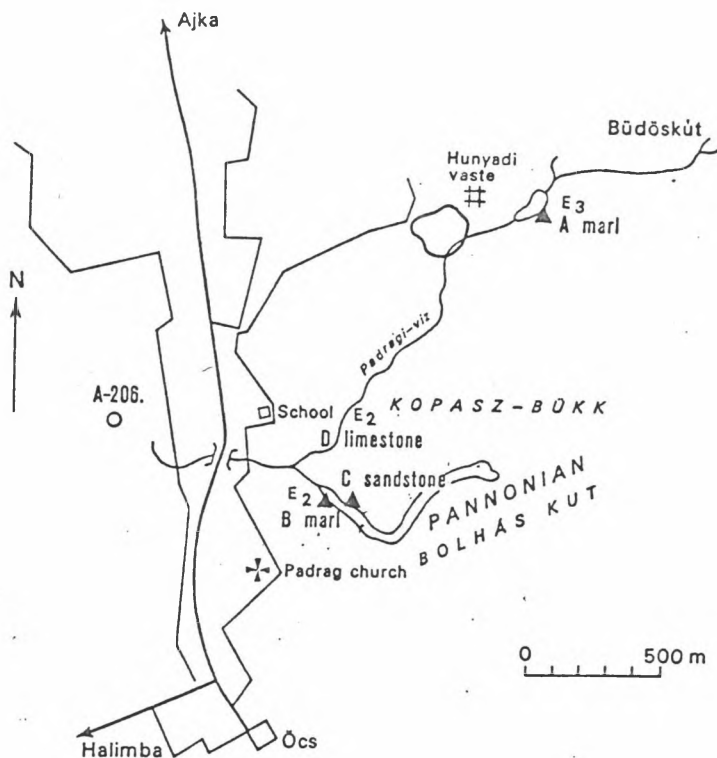 Ajka
Büdöskút
Hunyadi
vaste
E3
A marl
N
Padragi-víz
A-206.
School
E2
KOPASZ-BÜKK
D limestone
C sandstone
E2
B marl
PANNONIAN
BOLHÁS KUT
Padrag church
0 500 m
Halimba
Öcs